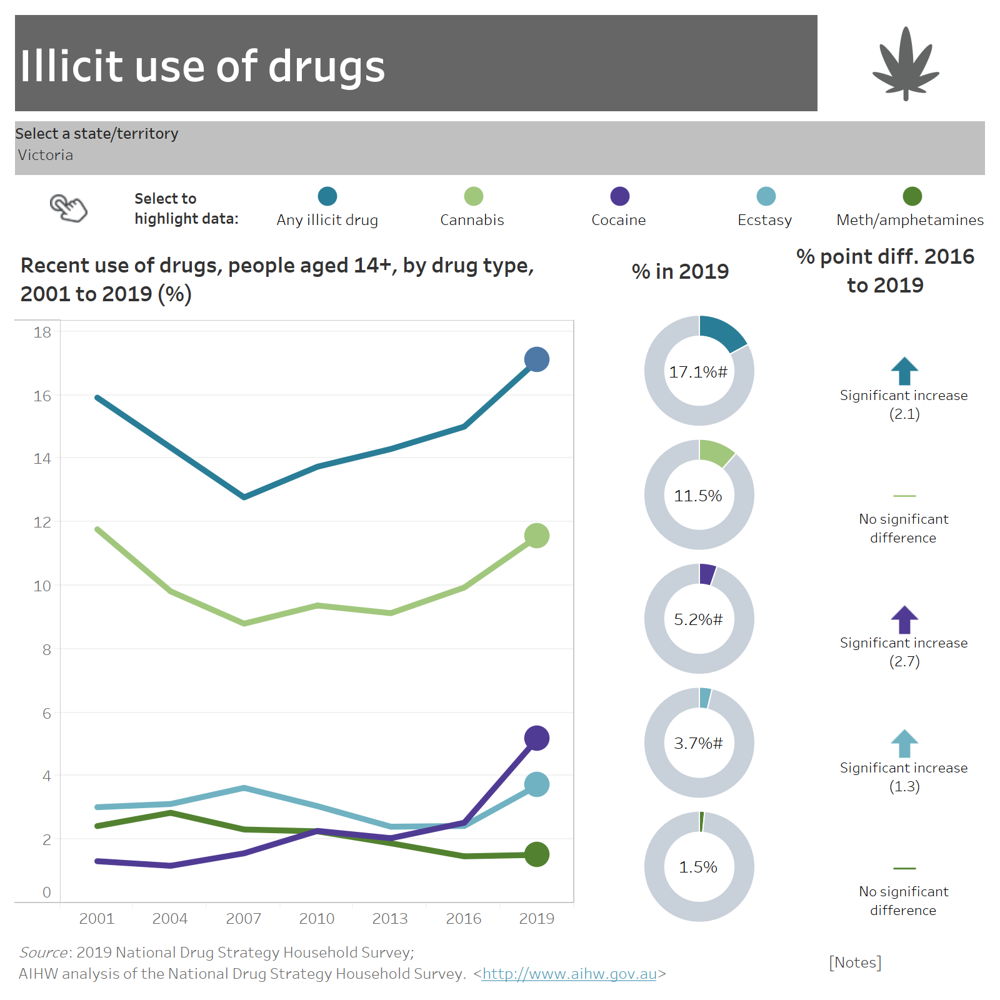 Illicit use of drugs
Select a state/territory
Victoria
Select to
highlight data:
Any illicit drug
Cannabis
Cocaine
Ecstasy
Meth/amphetamines
Recent use of drugs, people aged 14+, by drug type,
2001 to 2019 (%)
% in 2019
% point diff. 2016
to 2019
18
16
14
12
10
8
6
4
2
0
2001
2004
2007
2010
2013
2016
2019
17.1%#
Significant increase
(2.1)
11.5%
No significant
difference
5.2%#
Significant increase
(2.7)
3.7%#
Significant increase
(1.3)
1.5%
No significant
difference
Source: 2019 National Drug Strategy Household Survey;
AIHW analysis of the National Drug Strategy Household Survey. <http://www.aihw.gov.au>
[Notes]